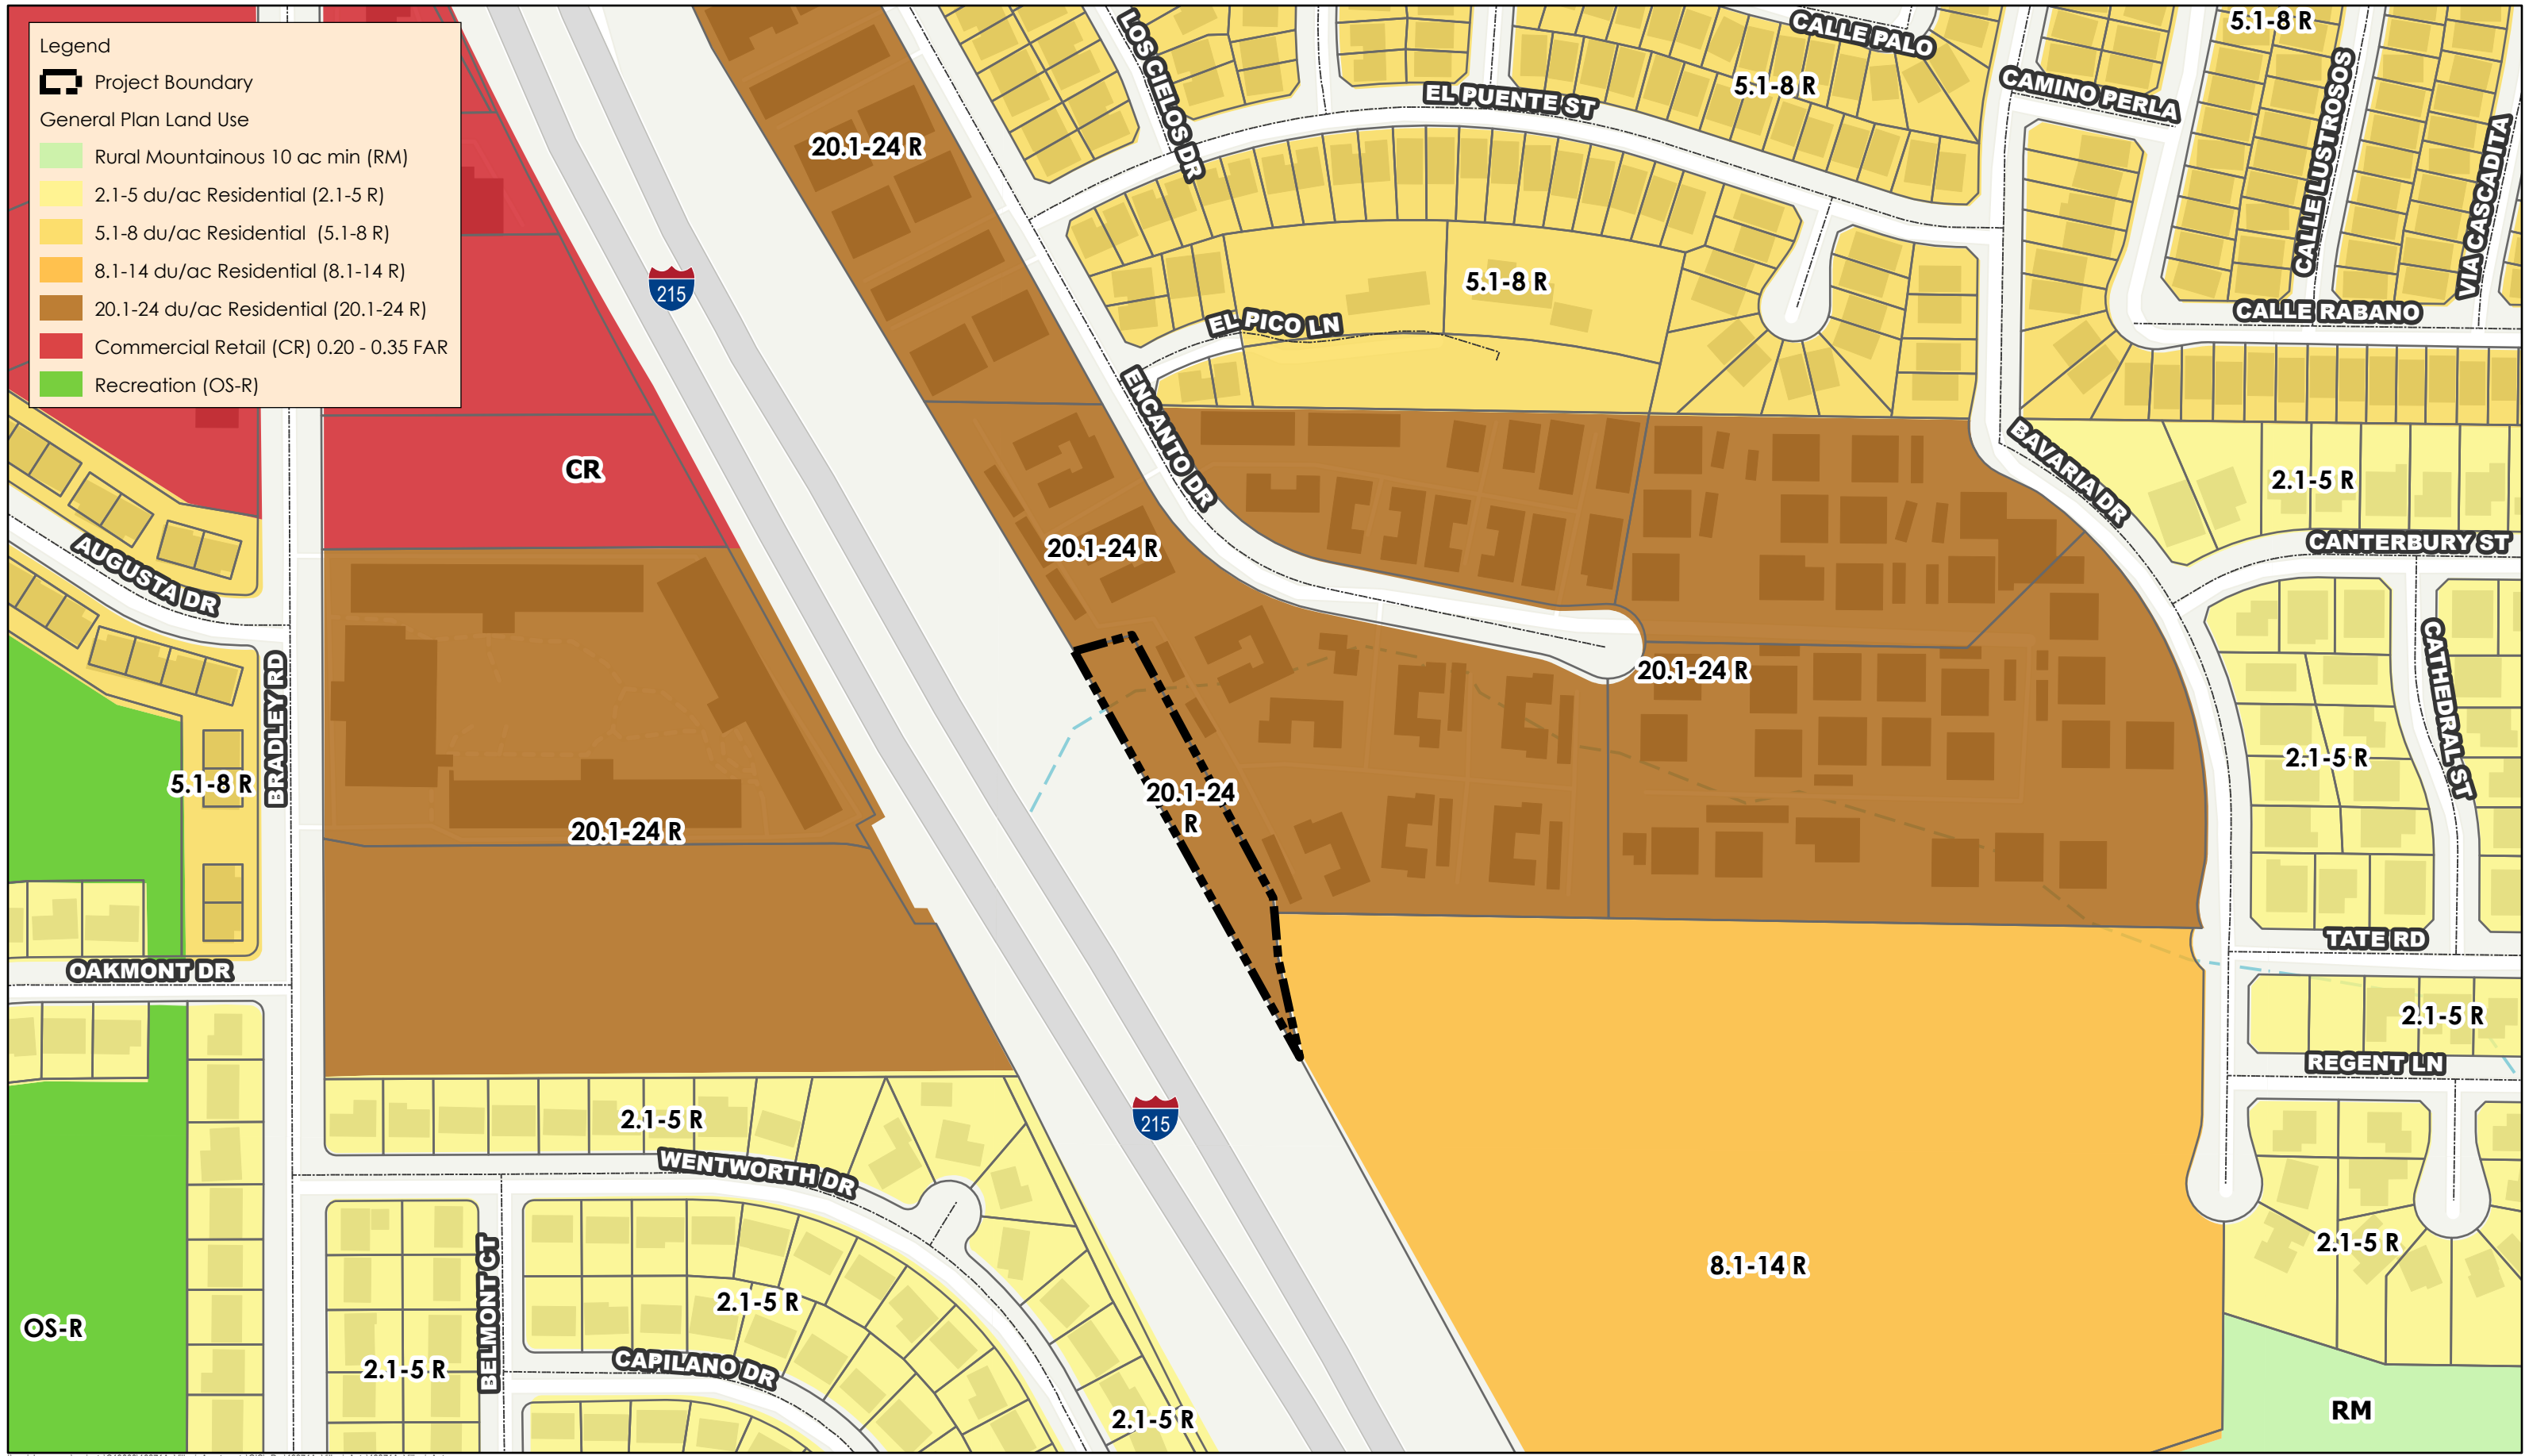 Legend
Project Boundary
General Plan Land Use
Rural Mountainous 10 ac min (RM)
2.1-5 du/ac Residential (2.1-5 R)
5.1-8 du/ac Residential (5.1-8 R)
8.1-14 du/ac Residential (8.1-14 R)
20.1-24 du/ac Residential (20.1-24 R)
Commercial Retail (CR) 0.20 - 0.35 FAR
Recreation (OS-R)
LOS CIELOS DR
CALLE PALO
5.1-8 R
5.1-8 R
CAMINO PERLA
EL PUENTE ST
CALLE LUSTROSOS
VIA CASCADITA
20.1-24 R
215
5.1-8 R
EL PICO LN
CALLE RABANO
ENCANTO DR
CR
BAVARIA DR
2.1-5 R
CANTERBURY ST
20.1-24 R
AUGUSTA DR
BRADLEY RD
20.1-24 R
CATHEDRAL ST
2.1-5 R
5.1-8 R
20.1-24
R
20.1-24 R
TATE RD
OAKMONT DR
2.1-5 R
REGENT LN
2.1-5 R
215
WENTWORTH DR
2.1-5 R
8.1-14 R
BELMONT CT
2.1-5 R
OS-R
CAPILANO DR
2.1-5 R
2.1-5 R
RM